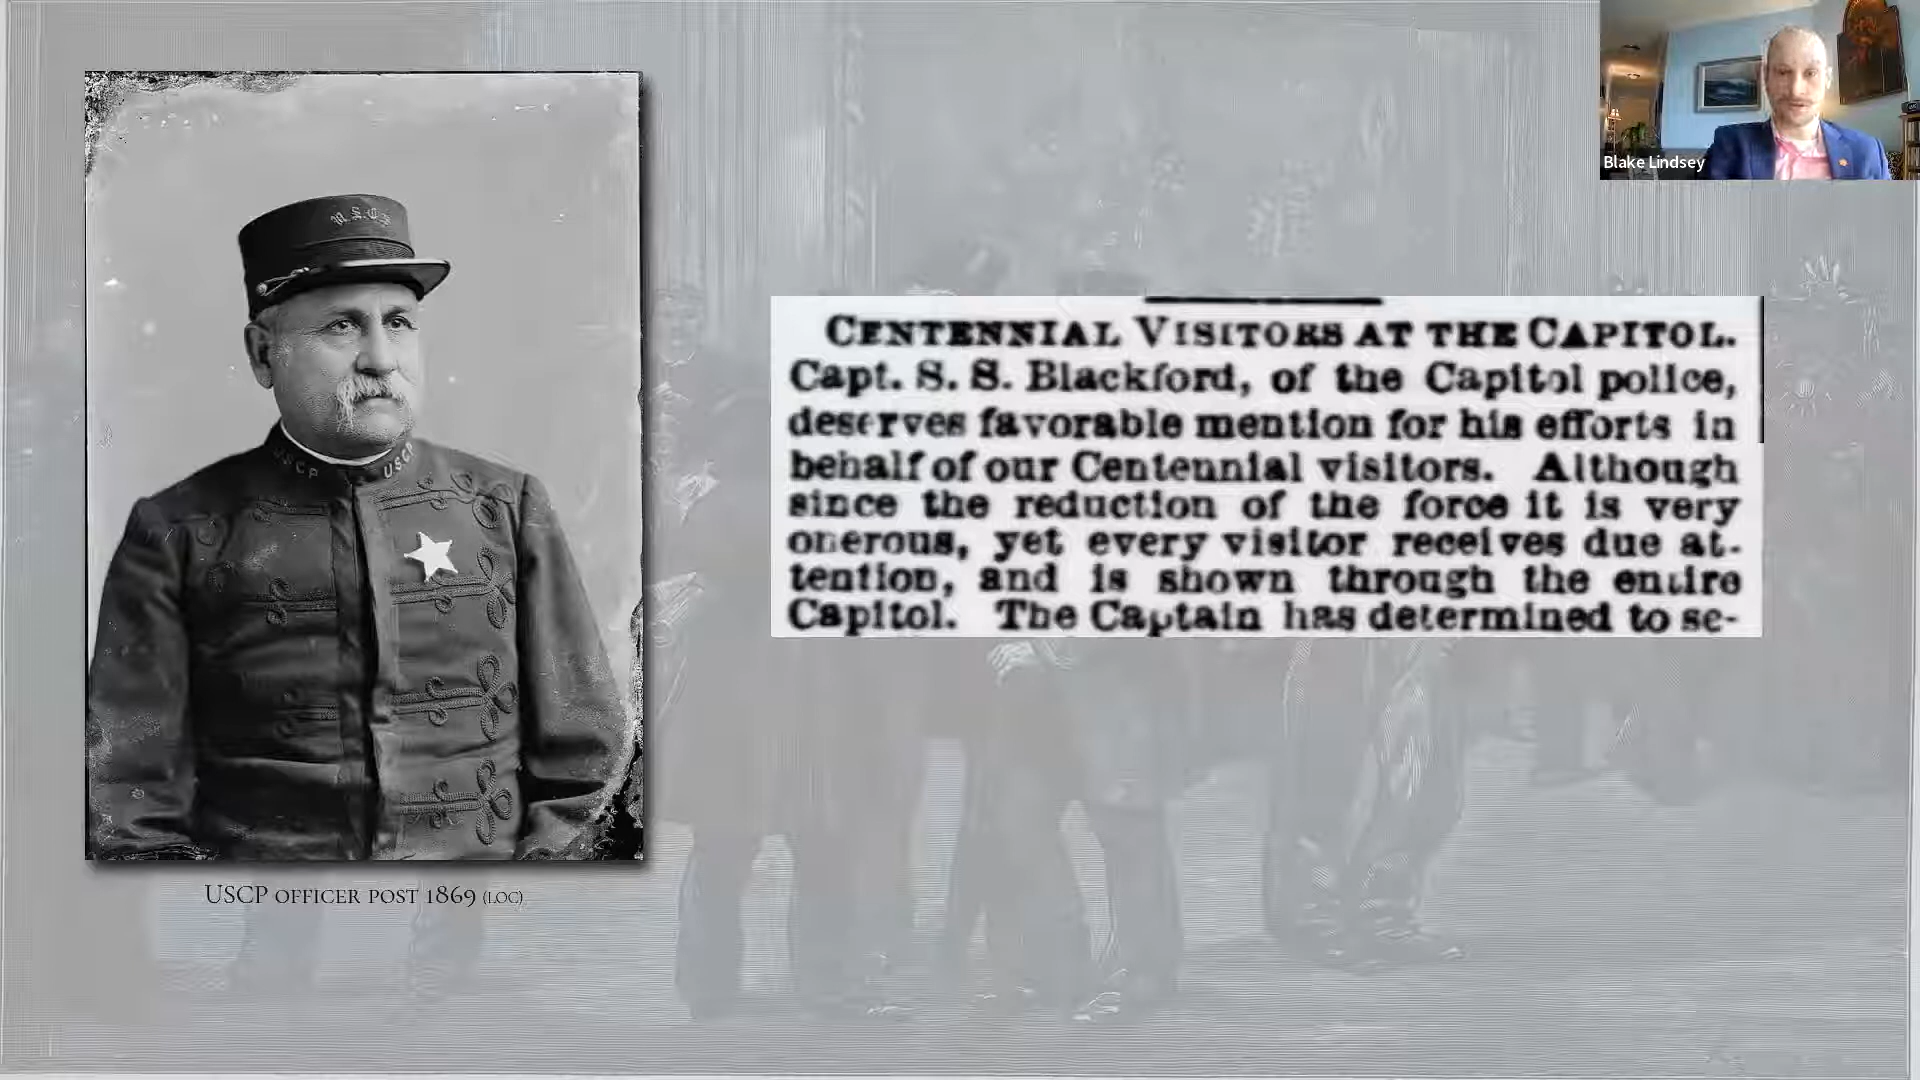 U.S.C.P.
USCP USCP
USCP OFFICER POST 1869 (LOC)
CENTENNIAL VISITORS AT THE CAPITOL.
Capt. S. S. Blackford, of the Capitol police,
deserves favorable mention for his efforts in
behalf of our Centennial visitors. Although
since the reduction of the force it is very
onerous, yet every visitor receives due at-
tention, and is shown through the entire
Capitol. The Captain has determined to se-
Blake Lindsey